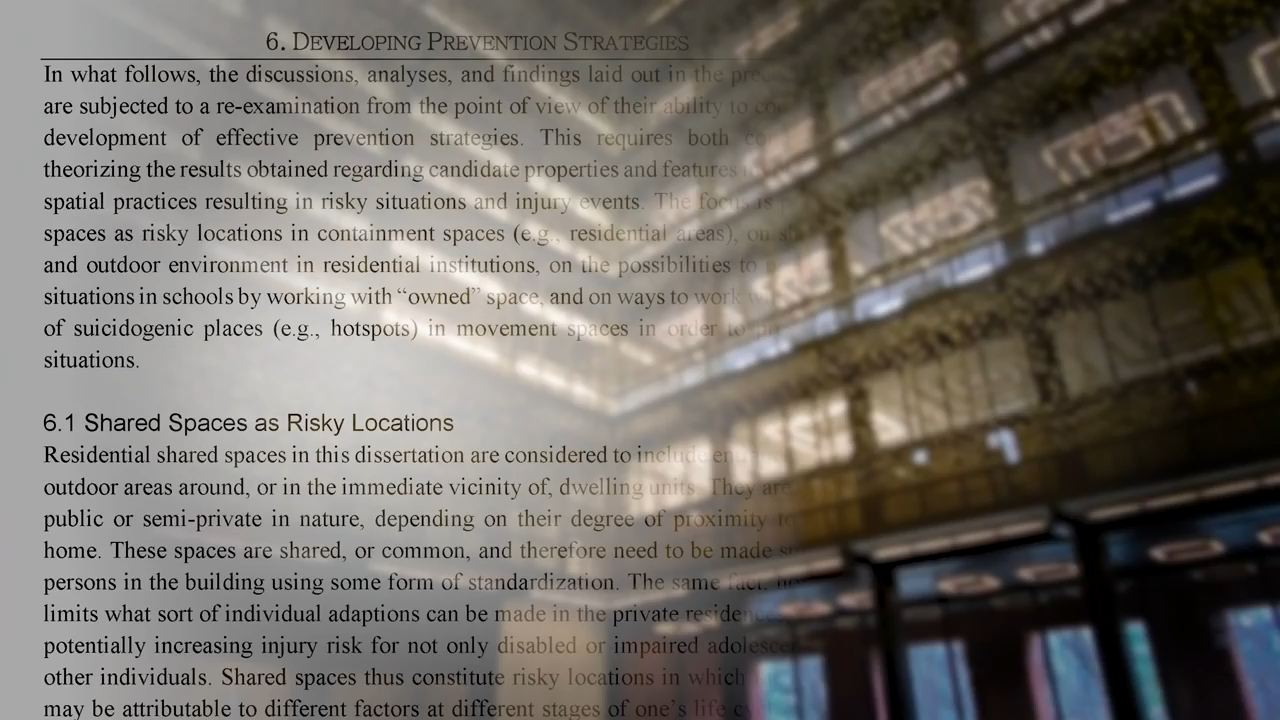 6. DEVELOPING PREVENTION STRATEGIES
In what follows, the discussions, analyses, and findings laid out in the
are subjected to a re-examination from the point of view of their ability to
development of effective prevention strategies. This requires both
theorizing the results obtained regarding candidate properties and features
spatial practices resulting in risky situations and injury events. The focus is
spaces as risky locations in containment spaces (e.g., residential areas), on
and outdoor environment in residential institutions, on the possibilities to
situations in schools by working with “owned” space, and on ways to work
of suicidogenic places (e.g., hotspots) in movement spaces in order to
situations.
6.1 Shared Spaces as Risky Locations
Residential shared spaces in this dissertation are considered to include
outdoor areas around, or in the immediate vicinity of, dwelling units. They are
public or semi-private in nature, depending on their degree of proximity to
home. These spaces are shared, or common, and therefore need to be made
persons in the building using some form of standardization. The same fact,
limits what sort of individual adaptions can be made in the private
potentially increasing injury risk for not only disabled or impaired
other individuals. Shared spaces thus constitute risky locations in which
may be attributable to different factors at different stages of one’s life